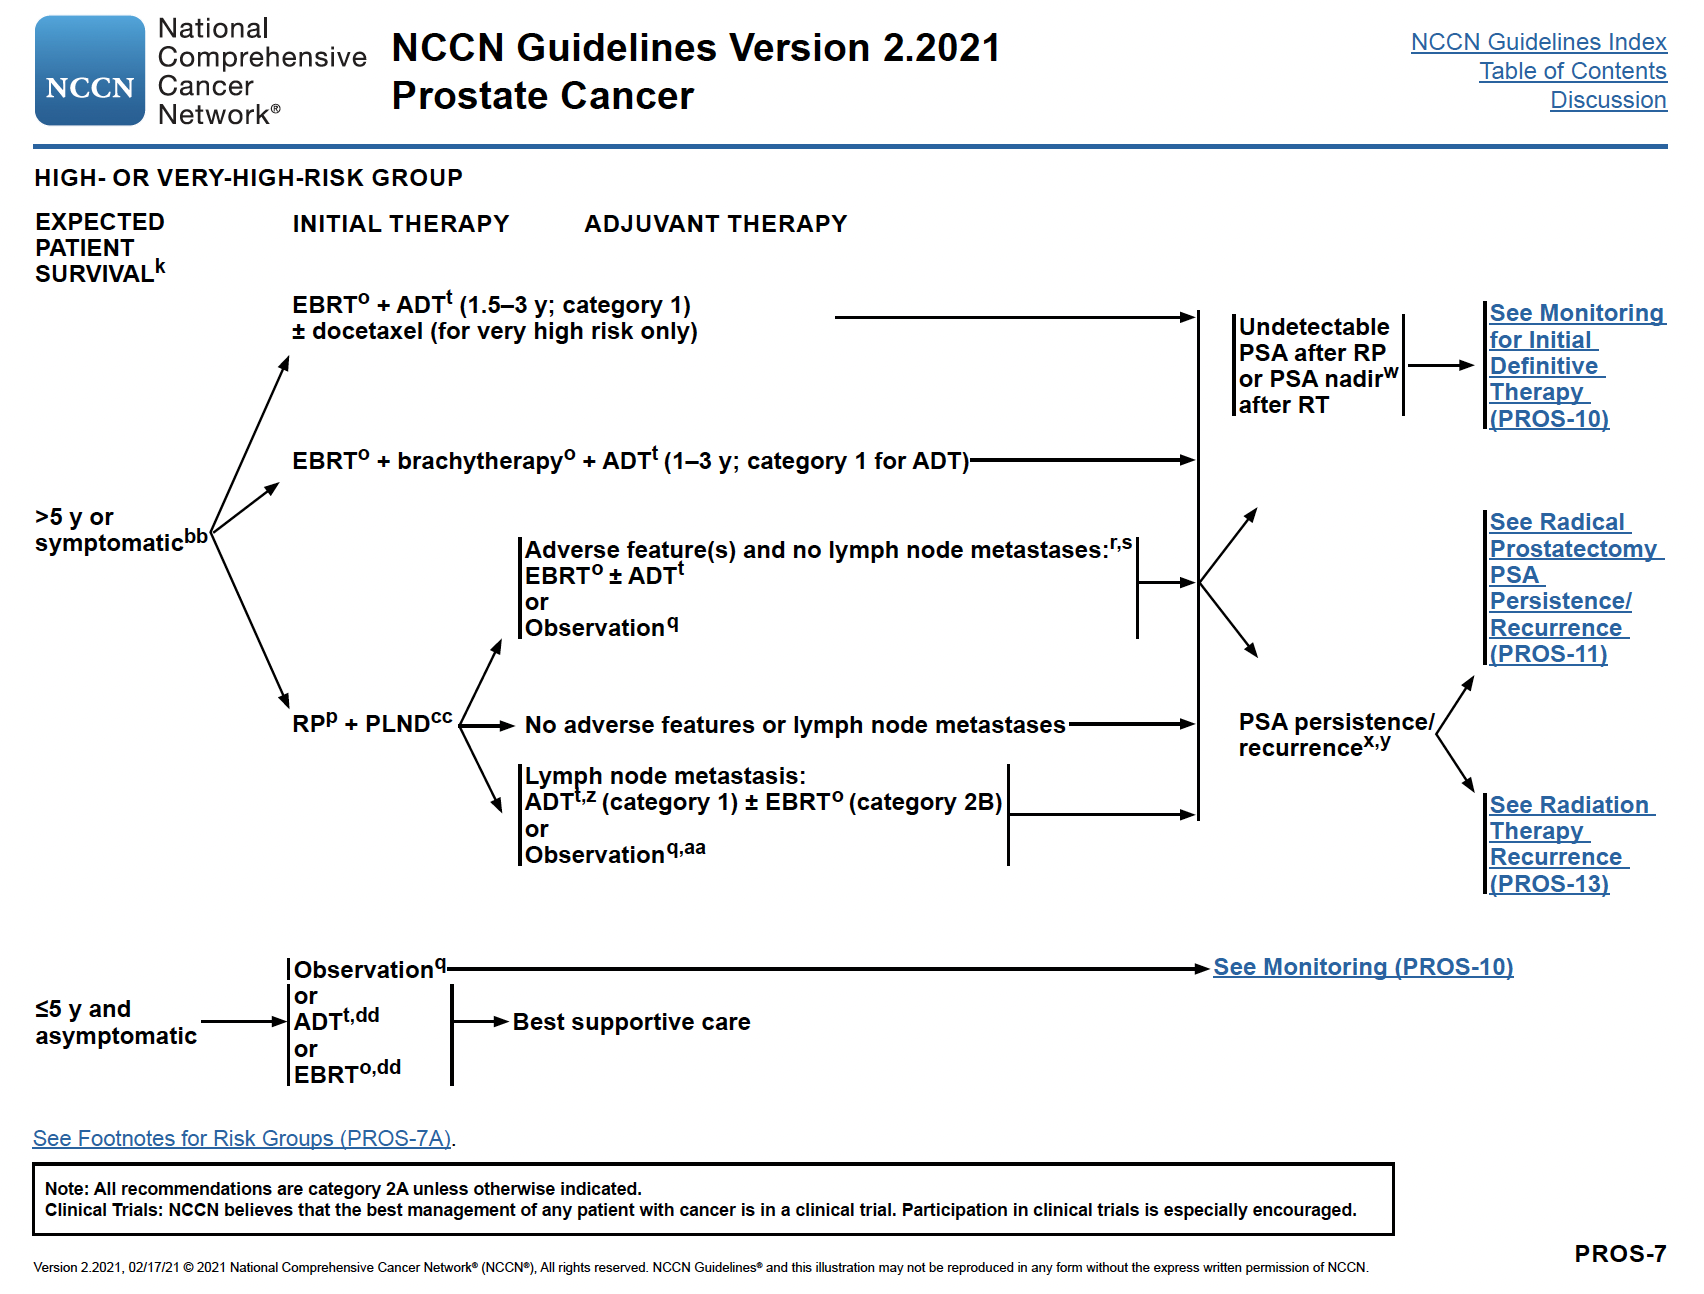 NCCN
National
Comprehensive
Cancer
Network®
NCCN Guidelines Version 2.2021
Prostate Cancer
NCCN Guidelines Index
Table of Contents
Discussion
HIGH- OR VERY-HIGH-RISK GROUP
EXPECTED
PATIENT
SURVIVALk
INITIAL THERAPY
ADJUVANT THERAPY
EBRTo + ADTt (1.5–3 y; category 1)
± docetaxel (for very high risk only)
EBRTo + brachytherapyo + ADTt (1–3 y; category 1 for ADT)
>5 y or
symptomaticbb
RPp + PLNDcc
Adverse feature(s) and no lymph node metastases:r,s
EBRTo ± ADTt
or
Observationq
No adverse features or lymph node metastases
Lymph node metastasis:
ADTt,z (category 1) ± EBRTo (category 2B)
or
Observationq,aa
Undetectable
PSA after RP
or PSA nadirw
after RT
See Monitoring
for Initial
Definitive
Therapy
(PROS-10)
PSA persistence/
recurrencex,y
See Radical
Prostatectomy
PSA
Persistence/
Recurrence
(PROS-11)
See Radiation
Therapy
Recurrence
(PROS-13)
≤5 y and
asymptomatic
Observationq
or
ADTt,dd
or
EBRTo,dd
See Monitoring (PROS-10)
Best supportive care
See Footnotes for Risk Groups (PROS-7A).
Note: All recommendations are category 2A unless otherwise indicated.
Clinical Trials: NCCN believes that the best management of any patient with cancer is in a clinical trial. Participation in clinical trials is especially encouraged.
PROS-7
Version 2.2021, 02/17/21 © 2021 National Comprehensive Cancer Network® (NCCN®), All rights reserved. NCCN Guidelines® and this illustration may not be reproduced in any form without the express written permission of NCCN.